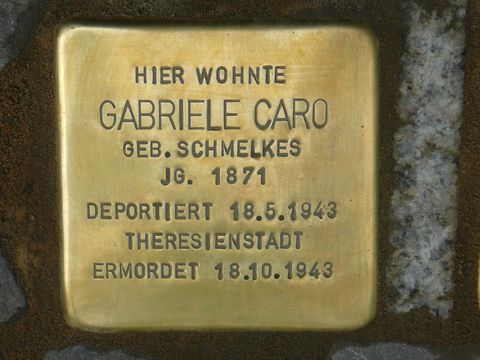 HIER WOHNTE
GABRIELE CARO
GEB. SCHMELKES
JG. 1871
DEPORTIERT 18.5.1943
THERESIENSTADT
ERMORDET 18.10.1943